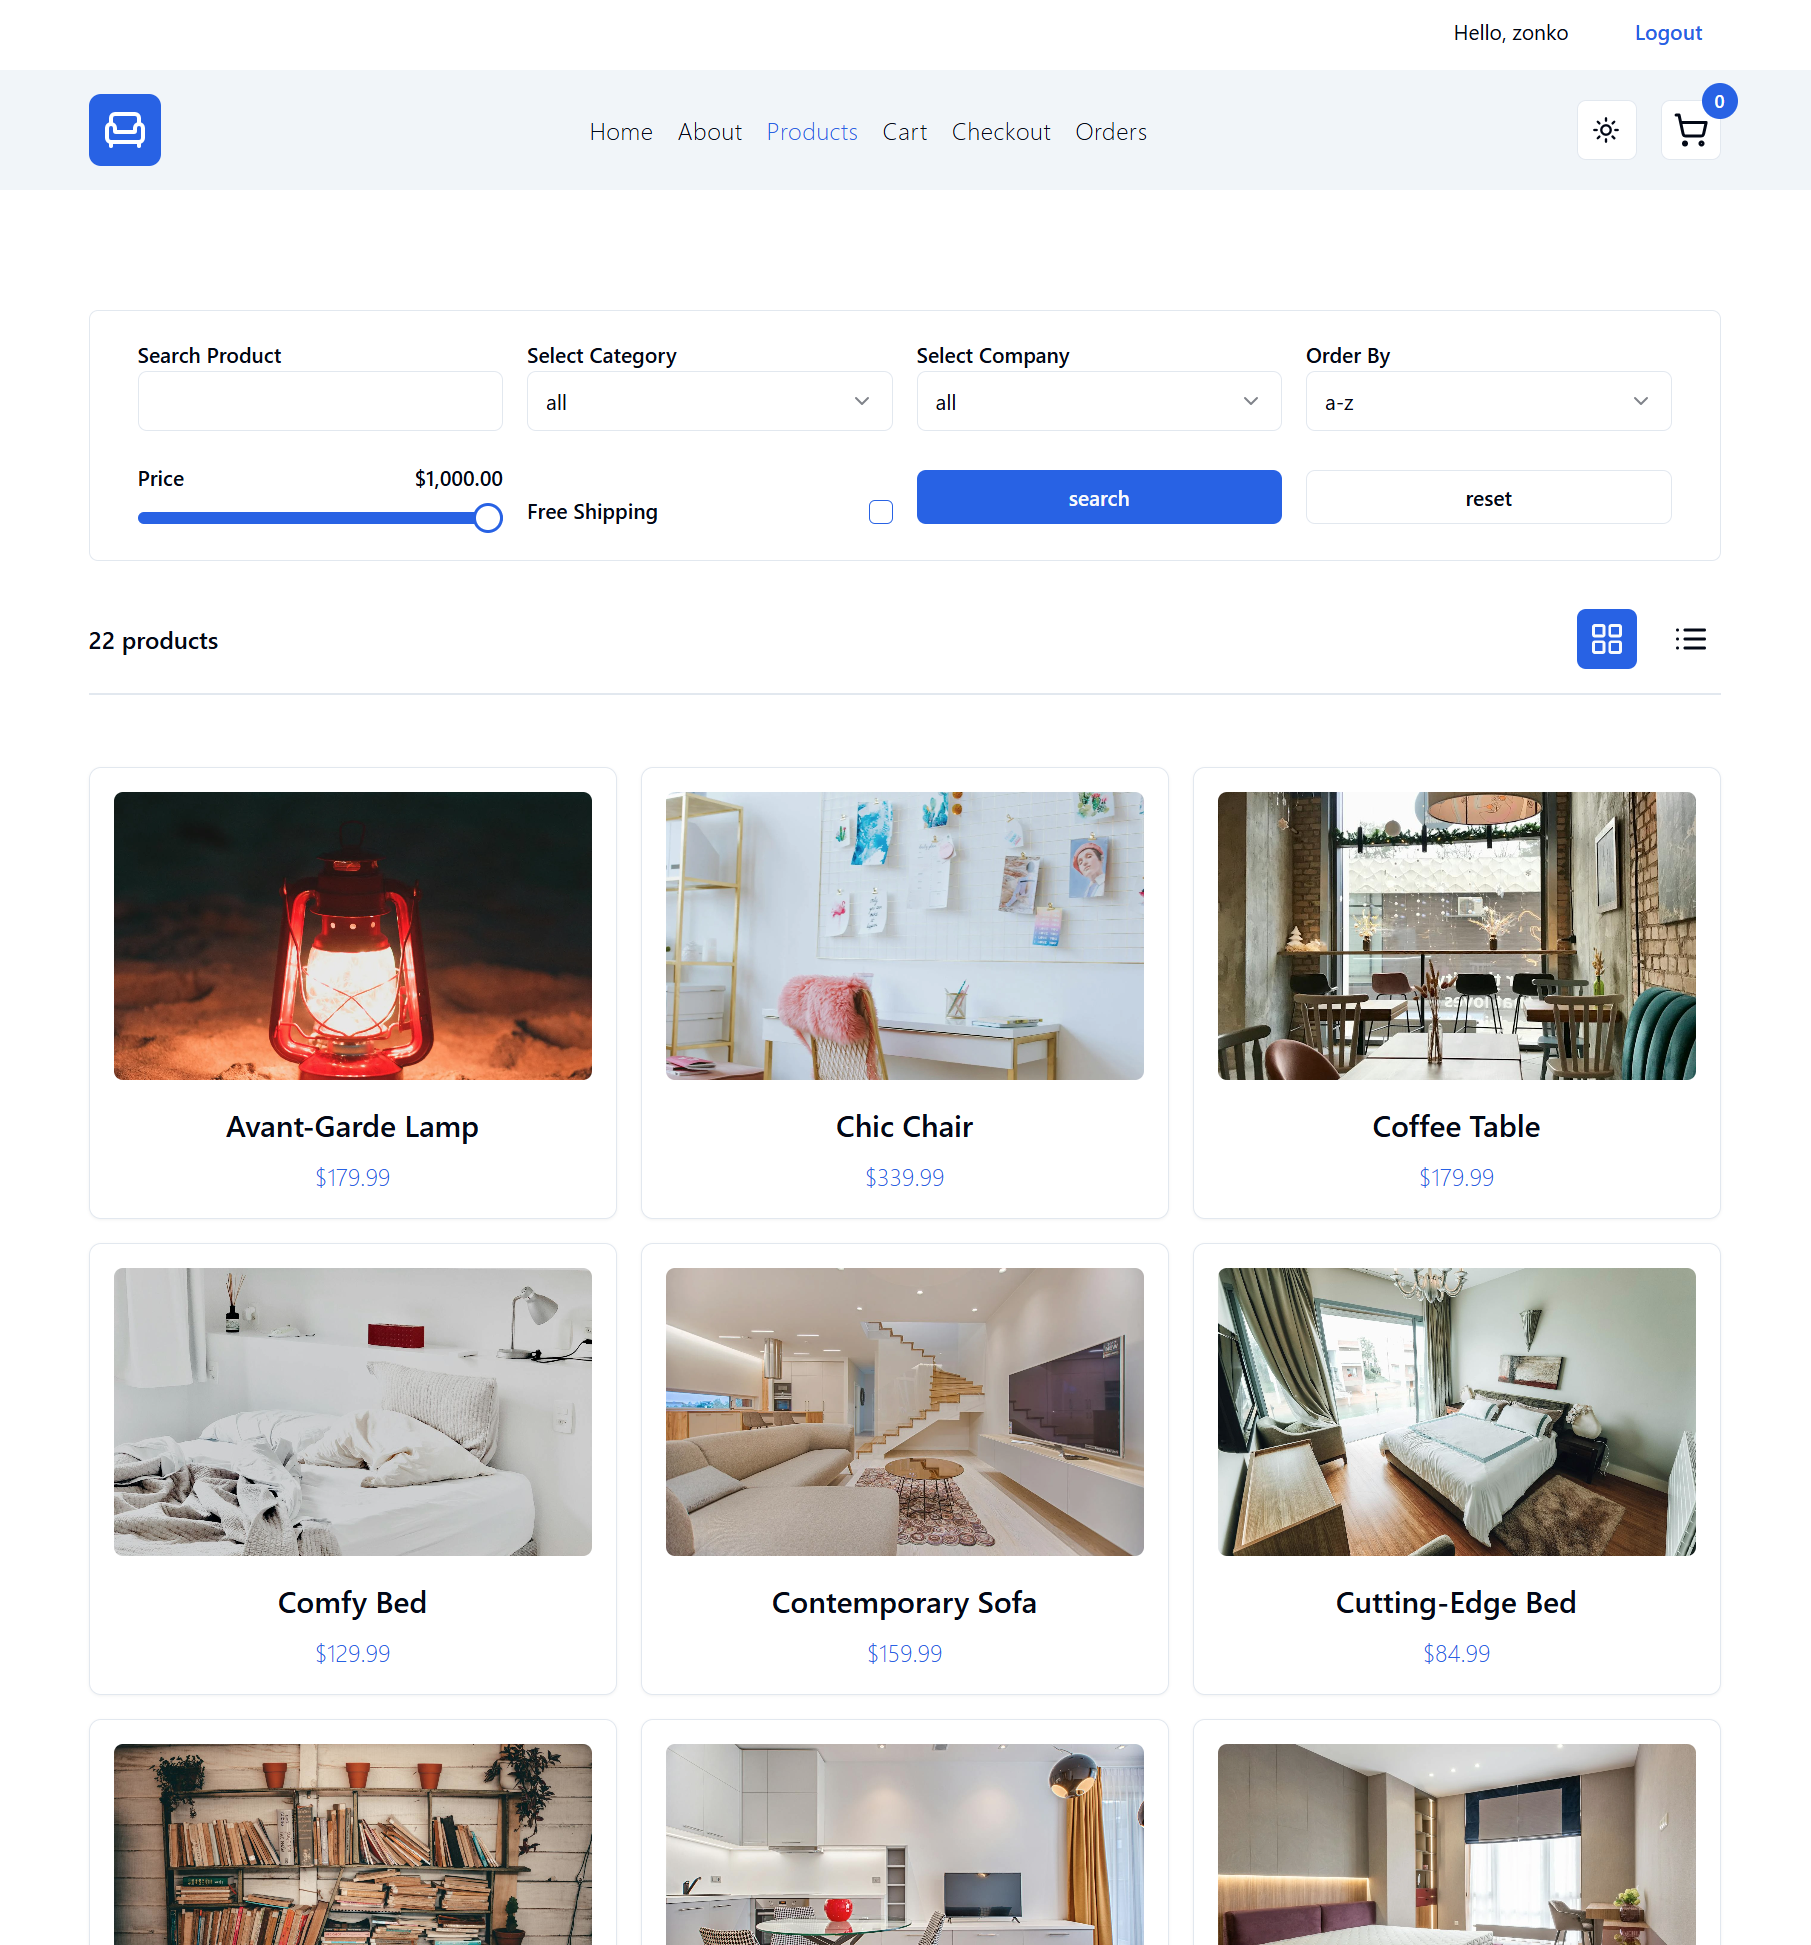 Hello, zonko Logout
0
Home About Products Cart Checkout Orders
Search Product Select Category Select Company Order By
all all a-z
Price $1,000.00
Free Shipping
search reset
22 products
Avant-Garde Lamp Chic Chair Coffee Table
$179.99 $339.99 $179.99
Comfy Bed Contemporary Sofa Cutting-Edge Bed
$129.99 $159.99 $84.99